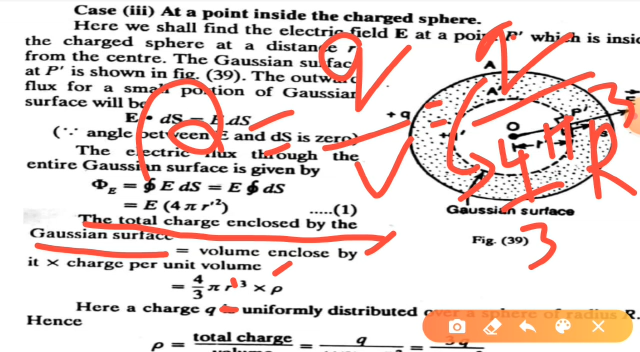 Case (iii) At a point inside the charged sphere.
Here we shall find the electric field E at a point P' which is insid
the charged sphere at a distance r
from the centre. The Gaussian surface
at P' is shown in fig. (39). The outward
flux for a small portion of Gaussian
surface will be
E • dS = E dS
(∵ angle between E and dS is zero)
The electric flux through the
entire Gaussian surface is given by
Φ_E = ∮ E dS = E ∮ dS
= E (4 π r'²) .....(1)
The total charge enclosed by the
Gaussian surface
= volume enclose by
it × charge per unit volume
= 4/3 π r'³ × ρ
Here a charge q is uniformly distributed over a sphere of radius R.
Hence
ρ = total charge / volume = q = 3q
A
A'
+q
P'
O
r
Gaussian surface
Fig. (39)
ρ = q / V = q / (4πR³ / 3)